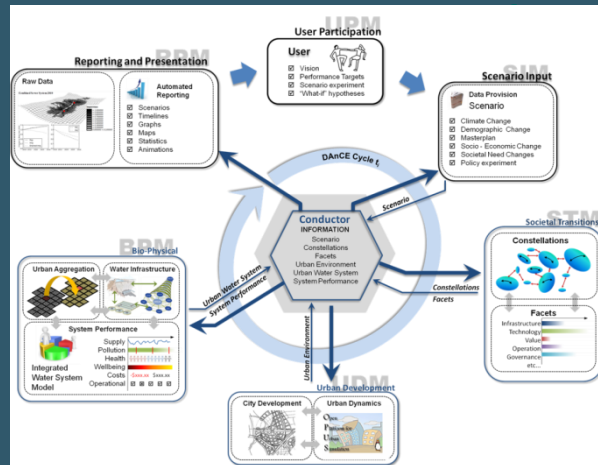 UPM
User Participation
User
Vision
Performance Targets
Scenario experiment
"What-if" hypotheses
RPM
Reporting and Presentation
Raw Data
Automated
Reporting
Scenarios
Timelines
Graphs
Maps
Statistics
Animations
SIM
Scenario Input
Data Provision
Scenario
Climate Change
Demographic Change
Masterplan
Socio - Economic Change
Societal Need Changes
Policy experiment
DAnCE Cycle t
Scenario
Conductor
INFORMATION
Scenario
Constellations
Facets
Urban Environment
Urban Water System
System Performance
STM
Societal Transitions
Constellations
Facets
Infrastructure
Technology
Value
Operation
Governance
etc...
Constellations
Facets
BPM
Bio-Physical
Urban Aggregation
Water Infrastructure
System Performance
Integrated
Water System
Model
Supply
Pollution
Health
Wellbeing
Costs
Operational
Urban Water System
System Performance
Urban Environment
UDM
Urban Development
City Development
Urban Dynamics
Open
Platform for
Urban
Simulation